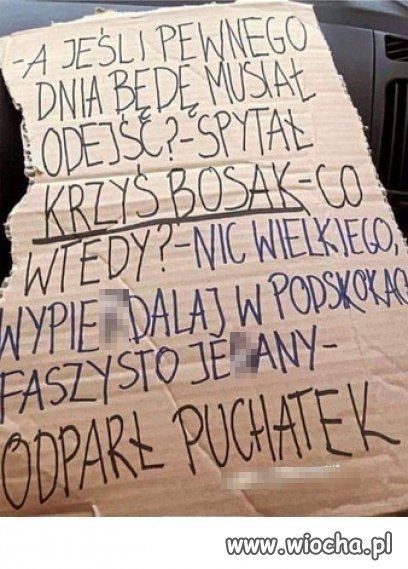 -A JEŚLI PEWNEGO
DNIA BĘDĘ MUSIAŁ
ODEJŚĆ?-SPYTAŁ
KRZYŚ BOSAK-CO
WTEDY?-NIC WIELKIEGO,
WYPIE DALAJ W PODSKOKACH
FASZYSTO JE ANY-
ODPARŁ PUCHATEK
www.wiocha.pl